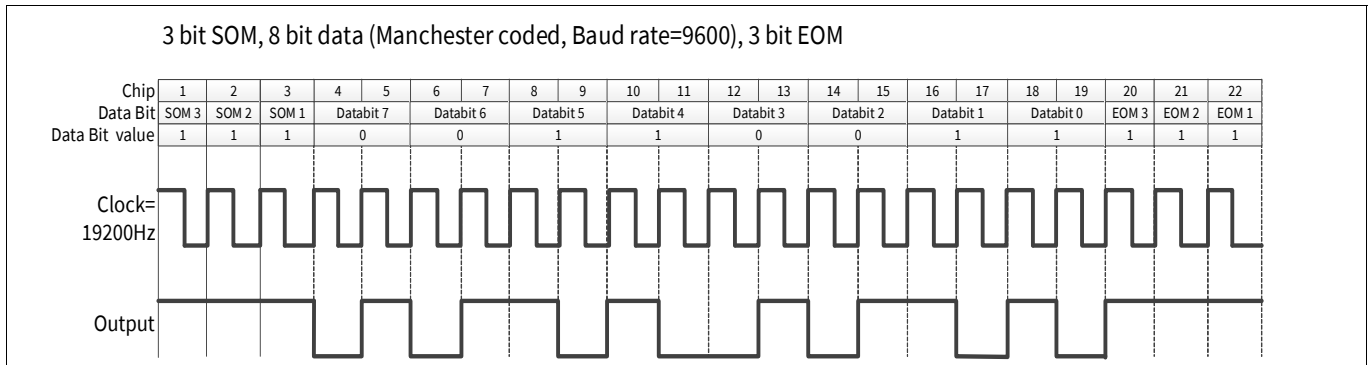 3 bit SOM, 8 bit data (Manchester coded, Baud rate=9600), 3 bit EOM
Chip 1 2 3 4 5 6 7 8 9 10 11 12 13 14 15 16 17 18 19 20 21 22
Data Bit SOM 3 SOM 2 SOM 1 Databit 7 Databit 6 Databit 5 Databit 4 Databit 3 Databit 2 Databit 1 Databit 0 EOM 3 EOM 2 EOM 1
Data Bit value 1 1 1 0 0 1 1 0 0 1 1 1 1 1
Clock=
19200Hz
Output